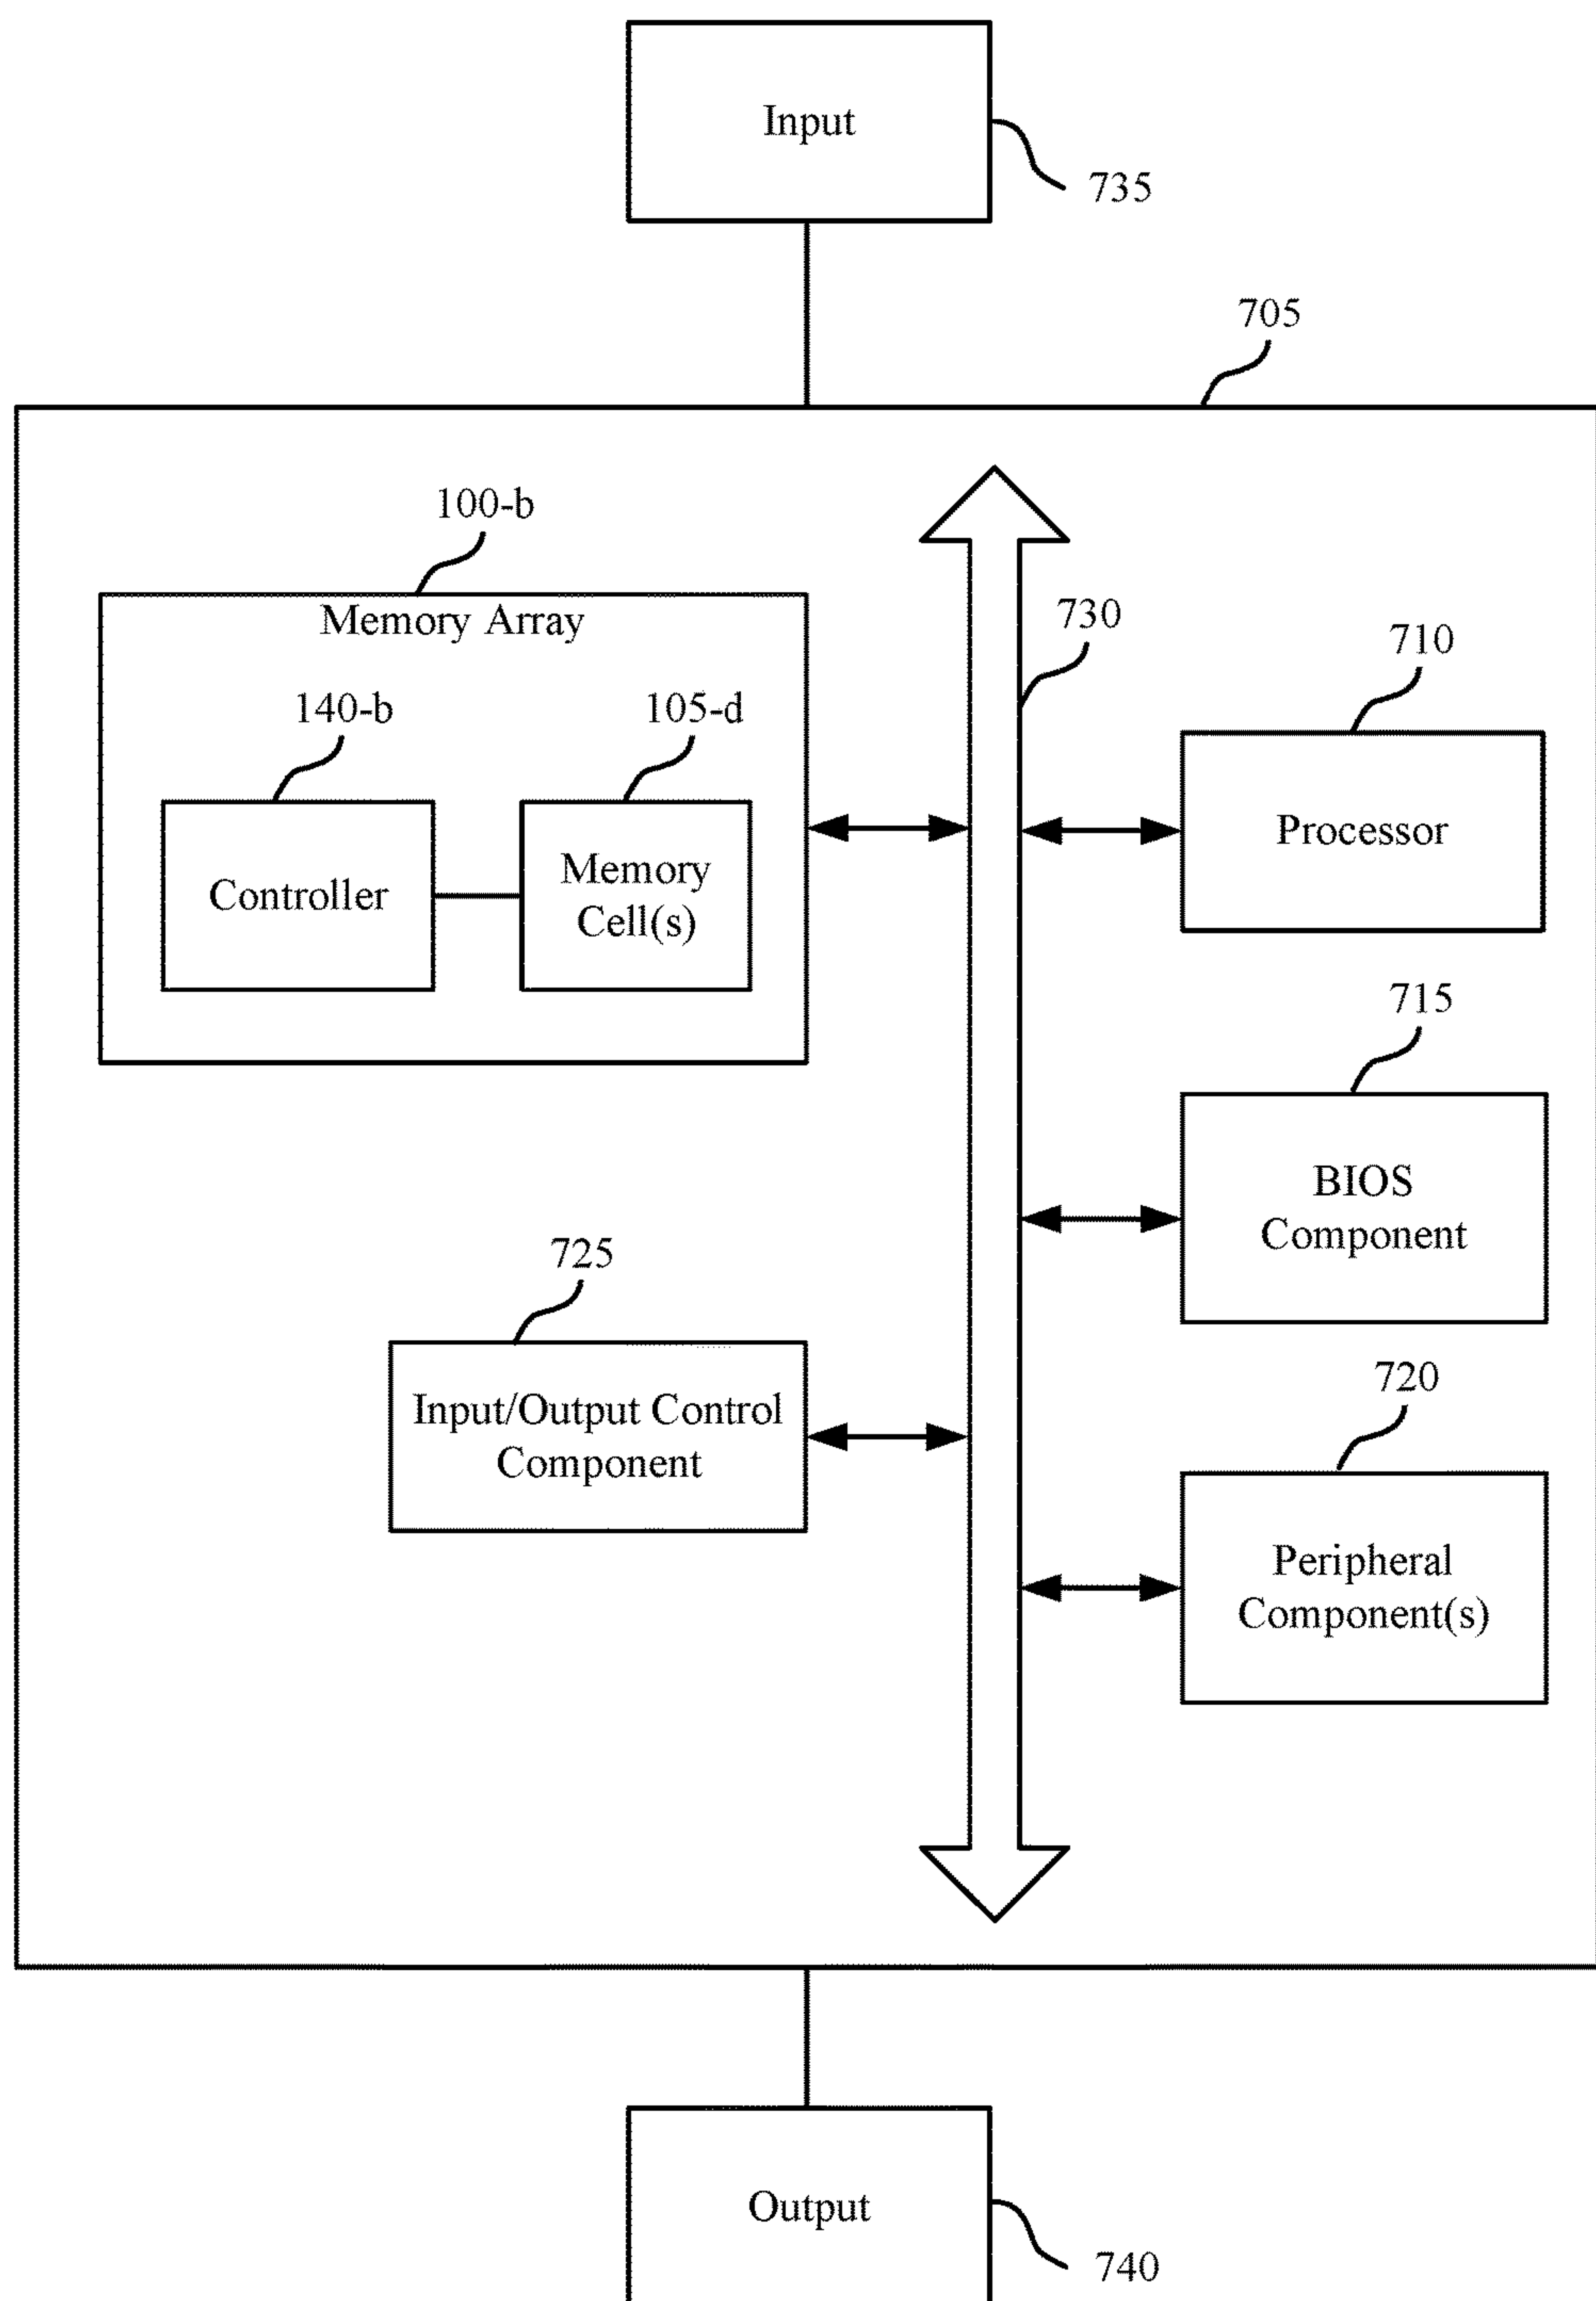 Input
735
705
100-b
Memory Array
730
710
140-b
105-d
Processor
Controller
Memory
Cell(s)
715
BIOS
Component
725
720
Input/Output Control
Component
Peripheral
Component(s)
Output
740